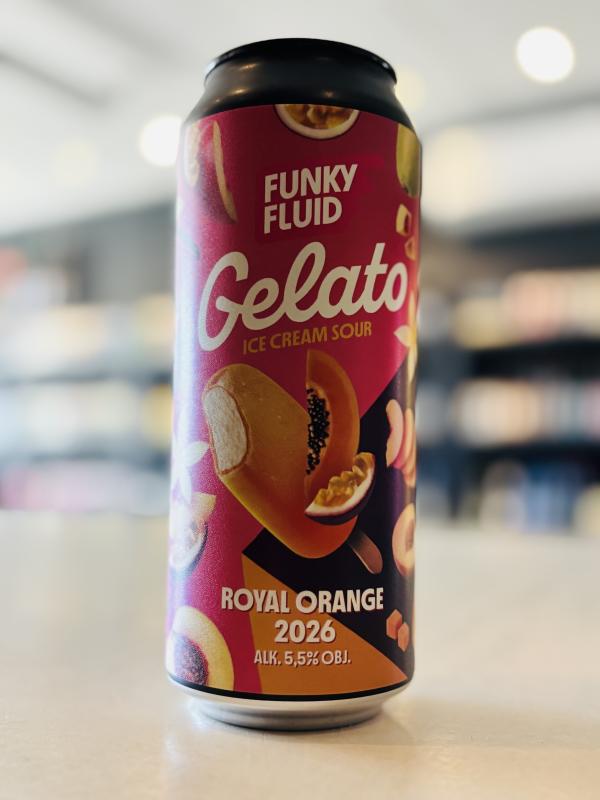 FUNKY
FLUID
Gelato
ICE CREAM SOUR
ROYAL ORANGE
2026
ALK. 5,5% OBJ.